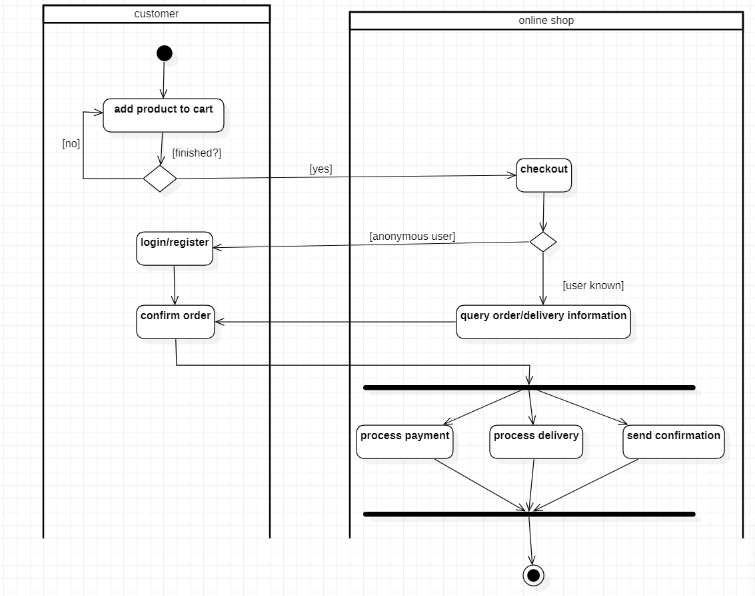 customer
online shop
add product to cart
[no]
[finished?]
[yes]
checkout
[anonymous user]
login/register
[user known]
confirm order
query order/delivery information
process payment
process delivery
send confirmation